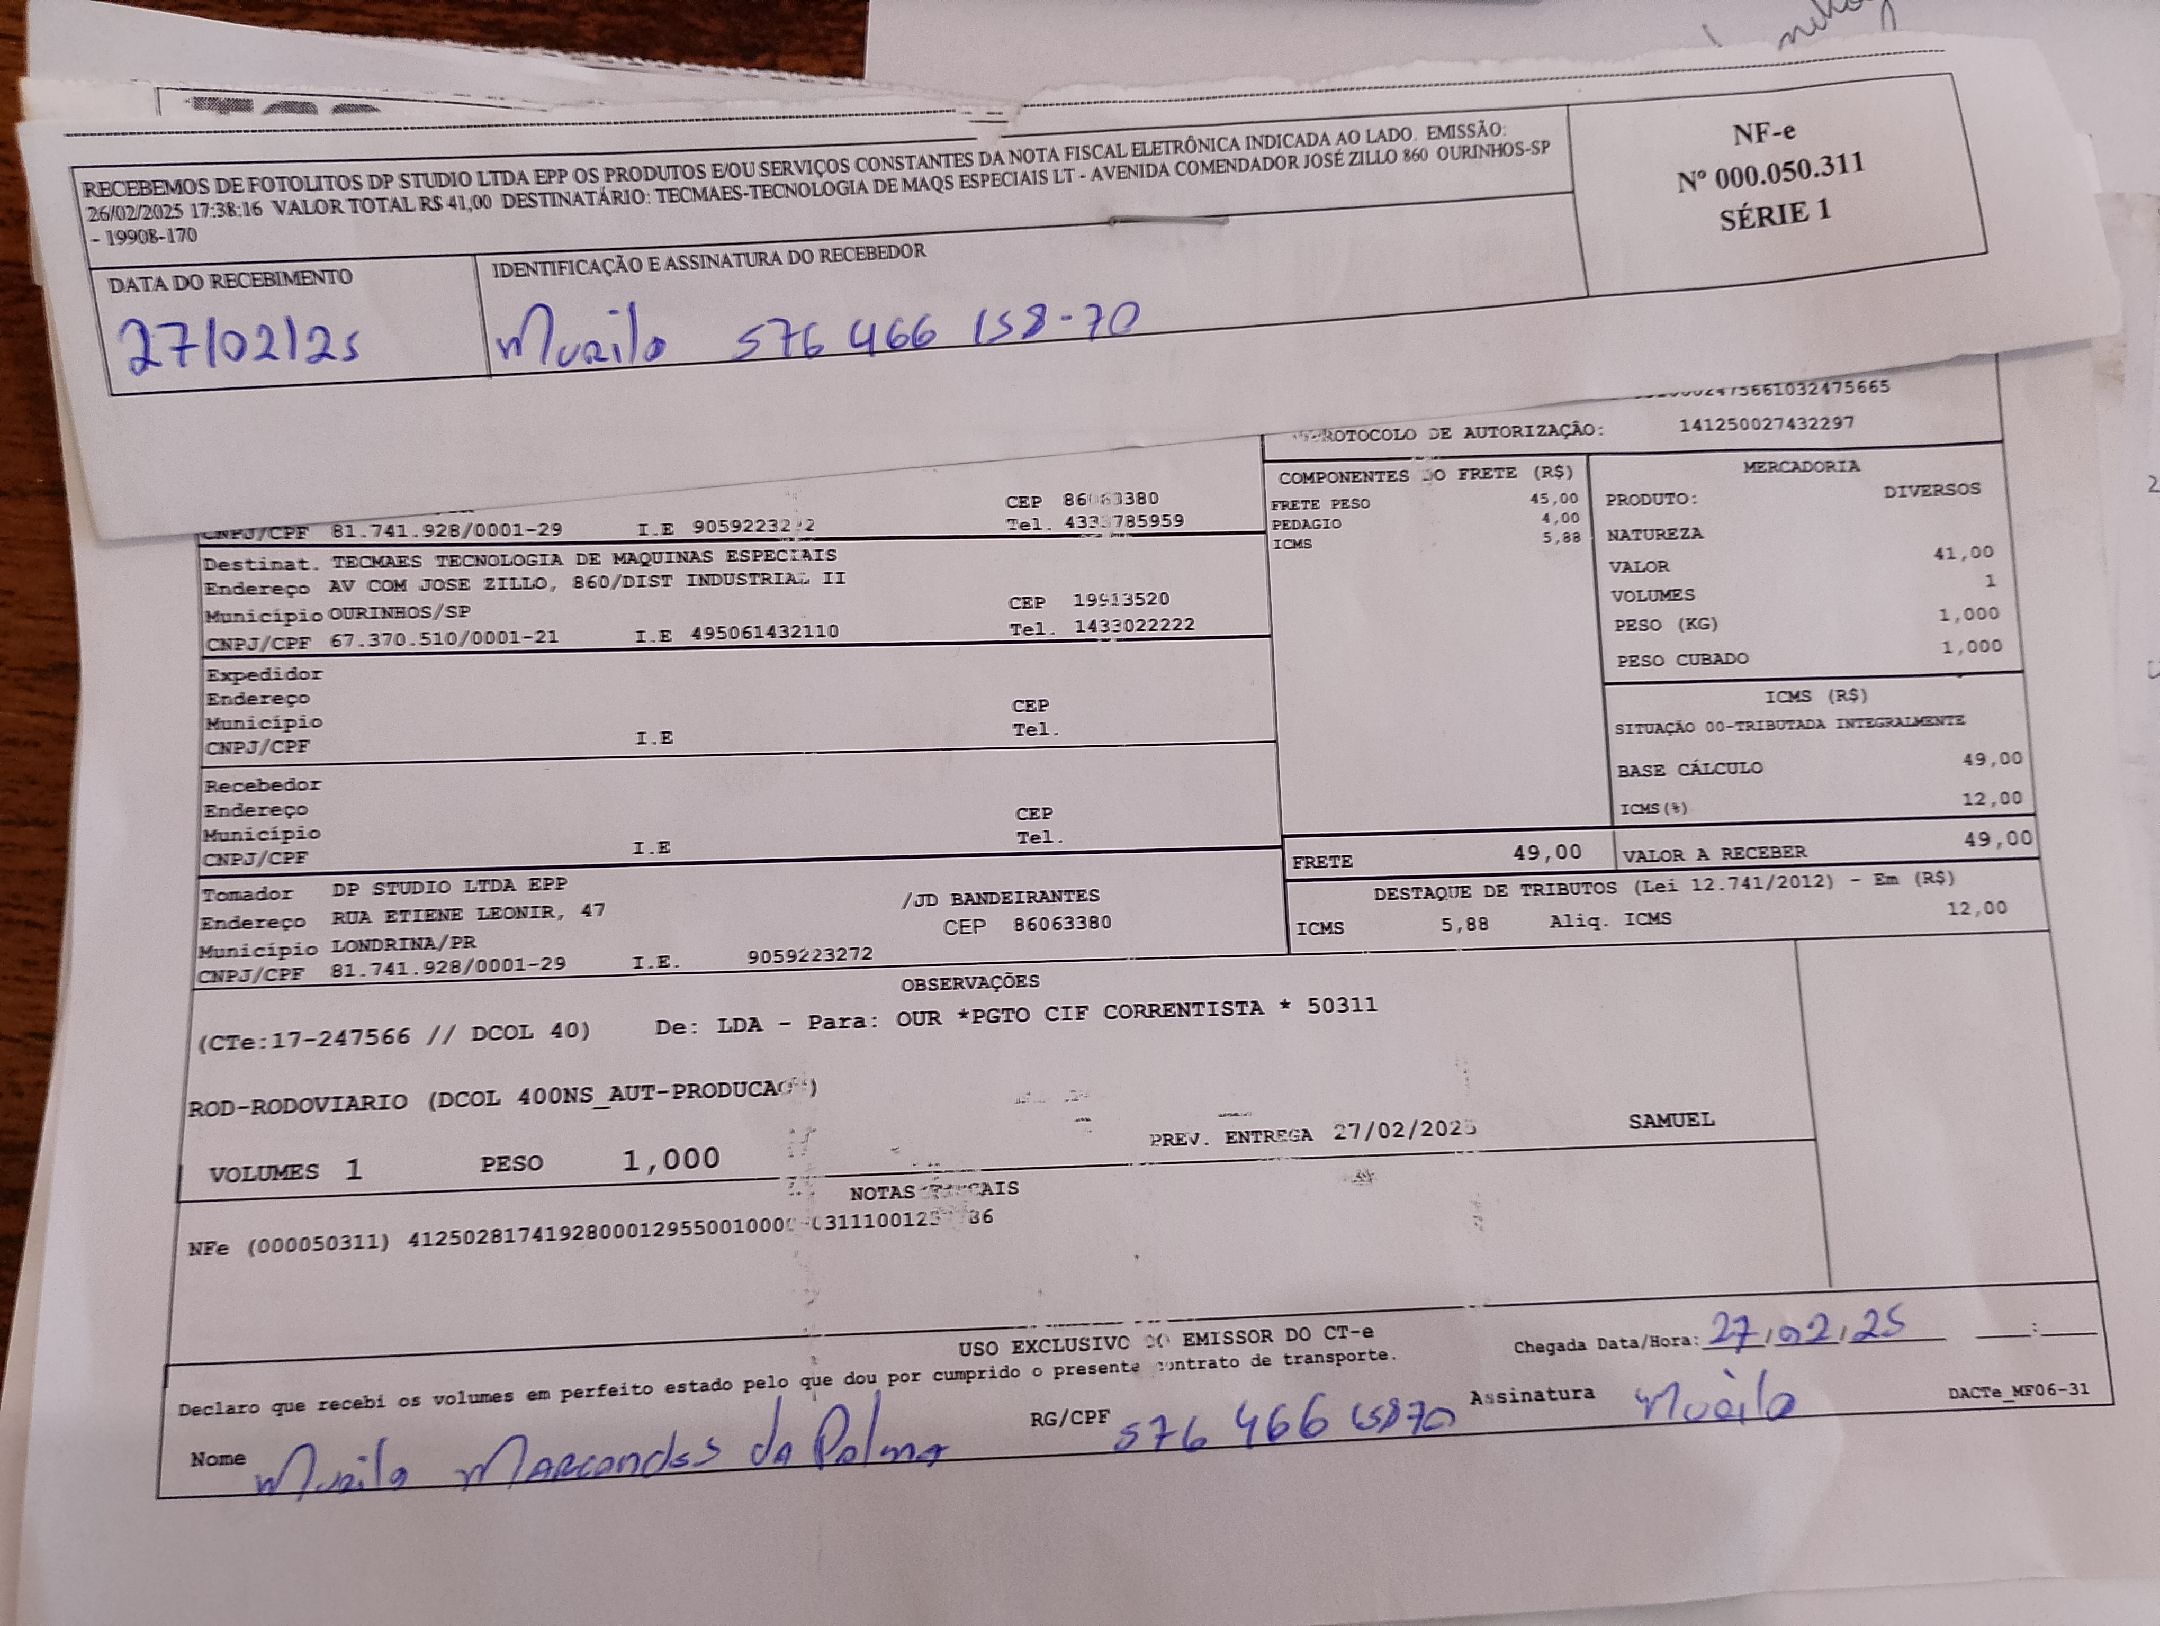 RECEBEMOS DE FOTOLITOS DP STUDIO LTDA EPP OS PRODUTOS E/OU SERVIÇOS CONSTANTES DA NOTA FISCAL ELETRÔNICA INDICADA AO LADO. EMISSÃO:
26/02/2025 17:38:16 VALOR TOTAL R$ 41,00 DESTINATÁRIO: TECMAES-TECNOLOGIA DE MAQS ESPECIAIS LT - AVENIDA COMENDADOR JOSÉ ZILLO 860 OURINHOS-SP
- 19908-170
NF-e
Nº 000.050.311
SÉRIE 1
DATA DO RECEBIMENTO
27/02/25
IDENTIFICAÇÃO E ASSINATURA DO RECEBEDOR
Murilo 576 466 158-70
PROTOCOLO DE AUTORIZAÇÃO: 141250027432297
CEP
CNPJ/CPF 81.741.928/0001-29 I.E Tel.
Destinat. TECMAES TECNOLOGIA DE MAQUINAS ESPECIAIS
Endereço AV COM JOSE ZILLO, 860/DIST INDUSTRIAL II
Município OURINHOS/SP CEP 19913520
CNPJ/CPF 67.370.510/0001-21 I.E 495061432110 Tel. 1433022222
Expedidor
Endereço
Município CEP
CNPJ/CPF I.E Tel.
Recebedor
Endereço
Município CEP
CNPJ/CPF I.E Tel.
Tomador DP STUDIO LTDA EPP
Endereço RUA ETIENE LEONIR, 47 /JD BANDEIRANTES
Município LONDRINA/PR CEP 86063380
CNPJ/CPF 81.741.928/0001-29 I.E. 9059223272
COMPONENTES DO FRETE (R$)
FRETE PESO 45,00
PEDAGIO 4,00
ICMS 5,88
MERCADORIA
PRODUTO: DIVERSOS
NATUREZA
VALOR 41,00
VOLUMES 1
PESO (KG) 1,000
PESO CUBADO 1,000
ICMS (R$)
SITUAÇÃO 00-TRIBUTADA INTEGRALMENTE
BASE CÁLCULO 49,00
ICMS(%) 12,00
FRETE 49,00 VALOR A RECEBER 49,00
DESTAQUE DE TRIBUTOS (Lei 12.741/2012) - Em (R$)
ICMS 5,88 Aliq. ICMS 12,00
OBSERVAÇÕES
(CTe:17-247566 // DCOL 40) De: LDA - Para: OUR *PGTO CIF CORRENTISTA * 50311
ROD-RODOVIARIO (DCOL 400NS_AUT-PRODUCAO)
VOLUMES 1 PESO 1,000 PREV. ENTREGA 27/02/2025 SAMUEL
NOTAS FISCAIS
NFe (000050311)
USO EXCLUSIVO DO EMISSOR DO CT-e
Declaro que recebi os volumes em perfeito estado pelo que dou por cumprido o presente contrato de transporte.
Chegada Data/Hora: 27/02/25 __:__
Nome Murilo Marcondes da Palma RG/CPF 576 466 15870 Assinatura Murilo DACTe_MF06-31